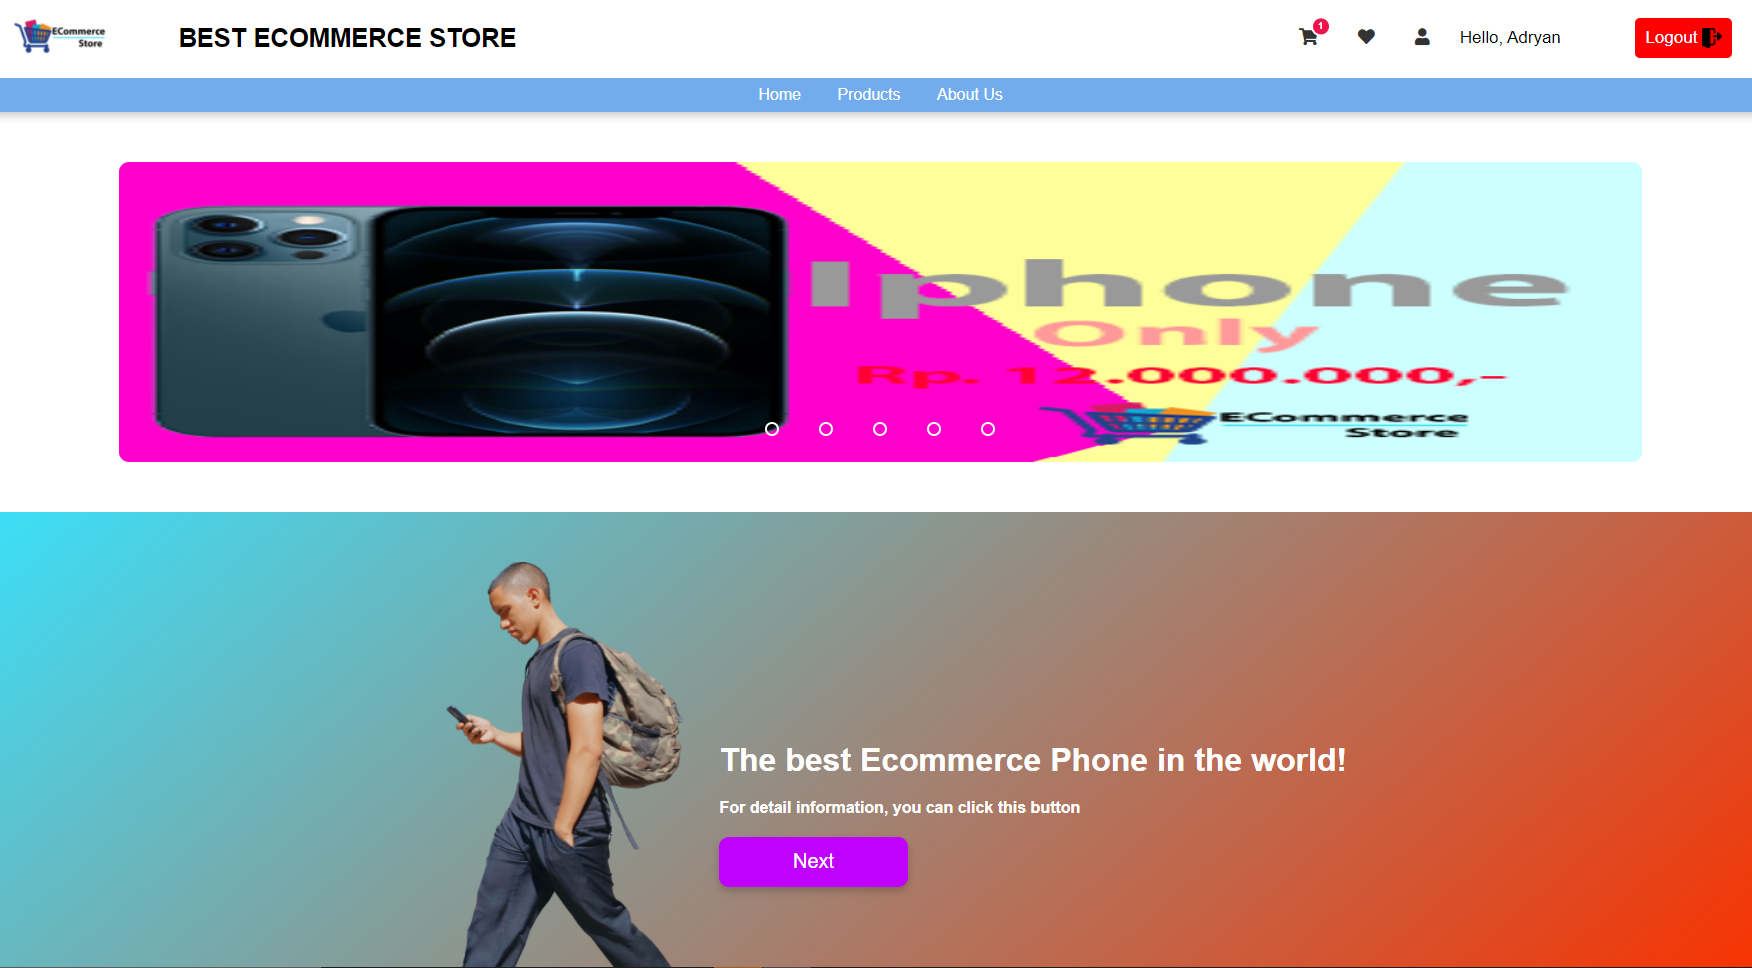 ECommerce
Store
BEST ECOMMERCE STORE
1
Hello, Adryan
Logout
Home
Products
About Us
Iphone
Only
Rp. 12.000.000,-
ECommerce
Store
The best Ecommerce Phone in the world!
For detail information, you can click this button
Next